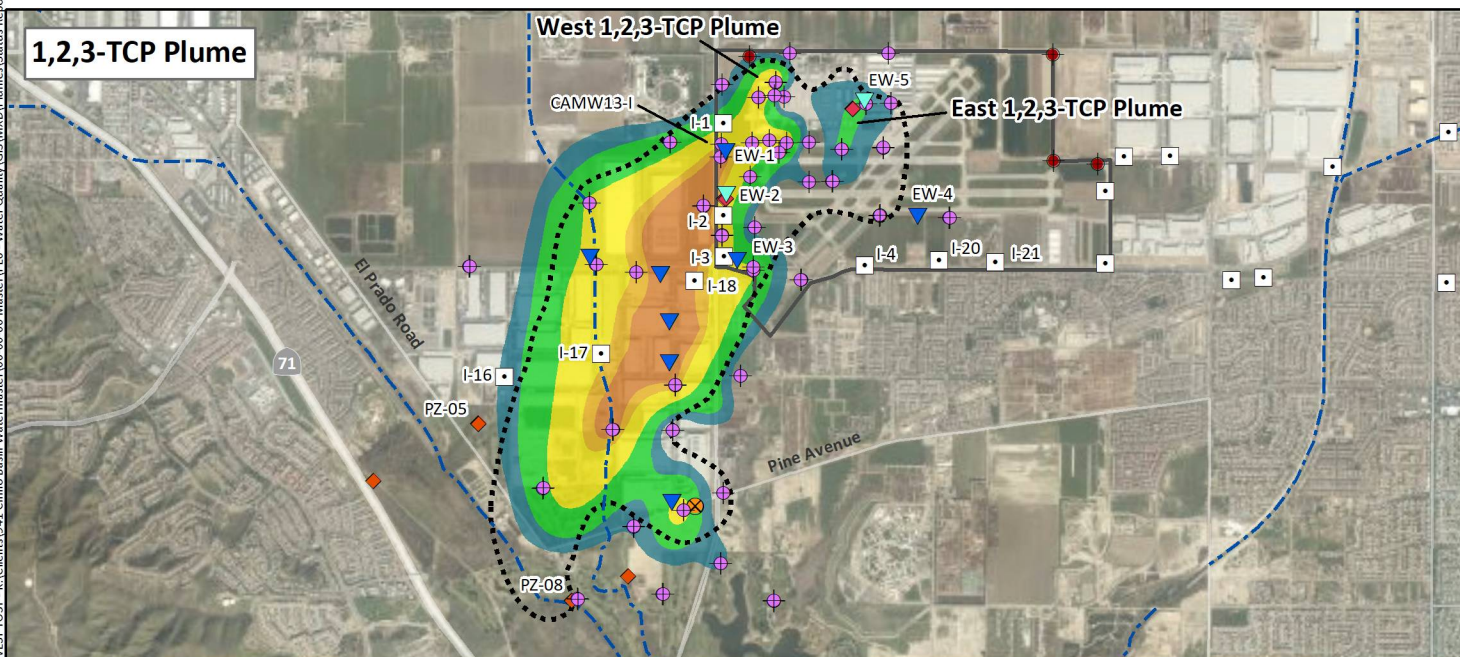 1,2,3-TCP Plume
West 1,2,3-TCP Plume
EW-5
CAMW13-I
East 1,2,3-TCP Plume
I-1
EW-1
EW-2
EW-4
I-2
EW-3
I-3
I-4
I-20
I-21
I-18
El Prado Road
71
I-17
I-16
PZ-05
Pine Avenue
PZ-08